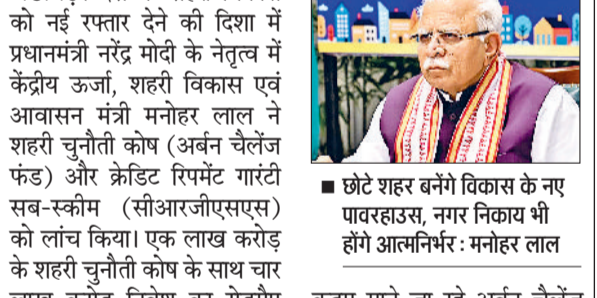 को नई रफ्तार देने की दिशा में
प्रधानमंत्री नरेंद्र मोदी के नेतृत्व में
केंद्रीय ऊर्जा, शहरी विकास एवं
आवासन मंत्री मनोहर लाल ने
शहरी चुनौती कोष (अर्बन चैलेंज
फंड) और क्रेडिट रिपमेंट गारंटी
सब-स्कीम (सीआरजीएसएस)
को लांच किया। एक लाख करोड़
के शहरी चुनौती कोष के साथ चार
■ छोटे शहर बनेंगे विकास के नए
पावरहाउस, नगर निकाय भी
होंगे आत्मनिर्भर : मनोहर लाल